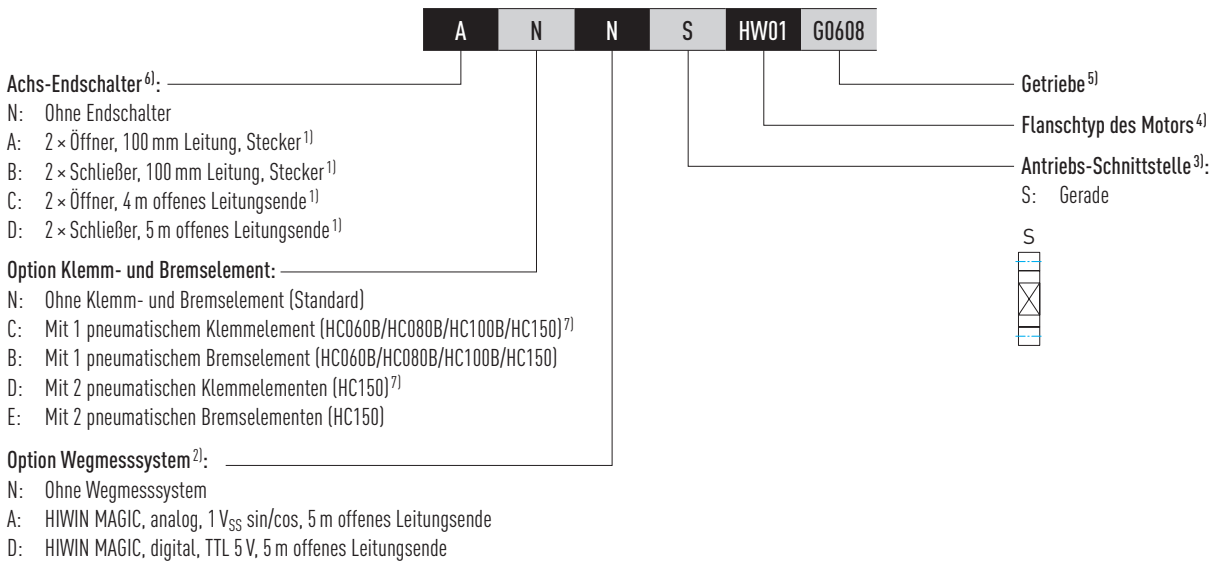 A N N S HW01 G0608
Achs-Endschalter 6):
N: Ohne Endschalter
A: 2 × Öffner, 100 mm Leitung, Stecker 1)
B: 2 × Schließer, 100 mm Leitung, Stecker 1)
C: 2 × Öffner, 4 m offenes Leitungsende 1)
D: 2 × Schließer, 5 m offenes Leitungsende 1)
Option Klemm- und Bremselement:
N: Ohne Klemm- und Bremselement (Standard)
C: Mit 1 pneumatischem Klemmelement (HC060B/HC080B/HC100B/HC150) 7)
B: Mit 1 pneumatischem Bremselement (HC060B/HC080B/HC100B/HC150)
D: Mit 2 pneumatischen Klemmelementen (HC150) 7)
E: Mit 2 pneumatischen Bremselementen (HC150)
Option Wegmesssystem 2):
N: Ohne Wegmesssystem
A: HIWIN MAGIC, analog, 1 VSS sin/cos, 5 m offenes Leitungsende
D: HIWIN MAGIC, digital, TTL 5 V, 5 m offenes Leitungsende
Getriebe 5)
Flanschtyp des Motors 4)
Antriebs-Schnittstelle 3):
S: Gerade
S